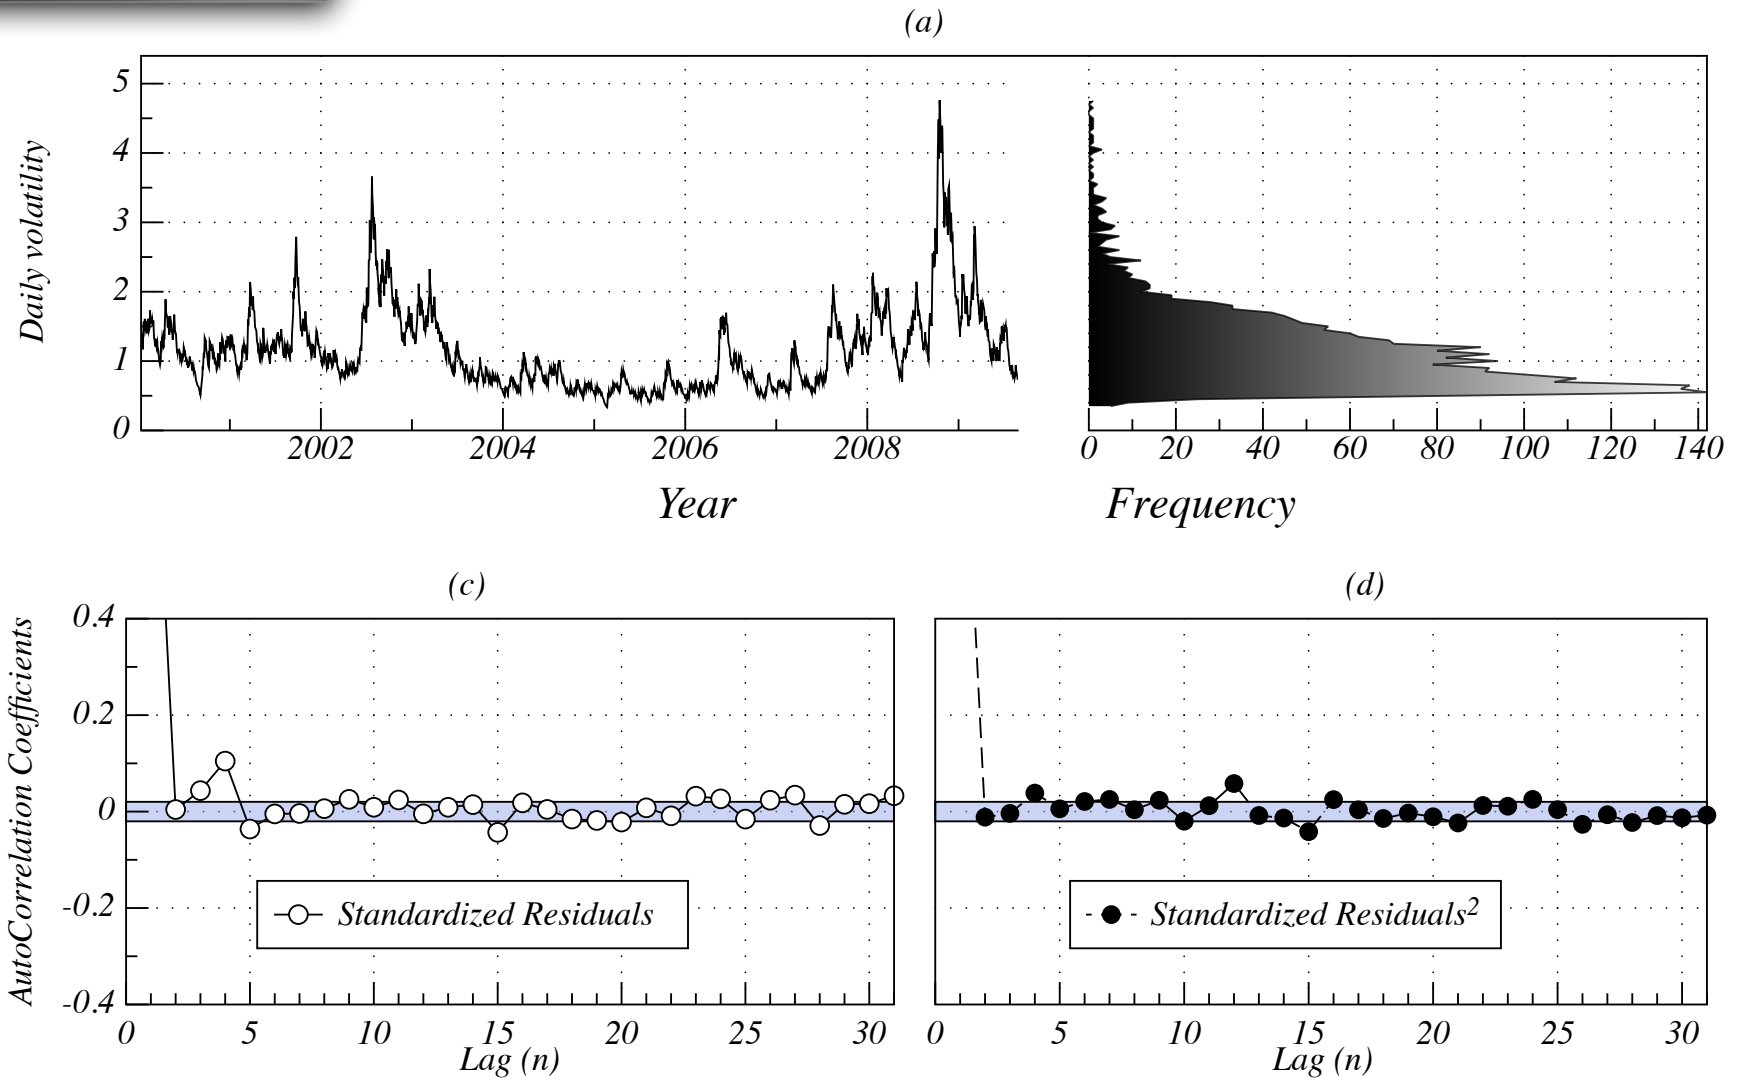 (a)
Daily volatility
5
4
3
2
1
0
2002 2004 2006 2008
0 20 40 60 80 100 120 140
Year
Frequency
(c)
(d)
AutoCorrelation Coefficients
0.4
0.2
0
-0.2
-0.4
Standardized Residuals
Standardized Residuals²
0 5 10 15 20 25 30
0 5 10 15 20 25 30
Lag (n)
Lag (n)